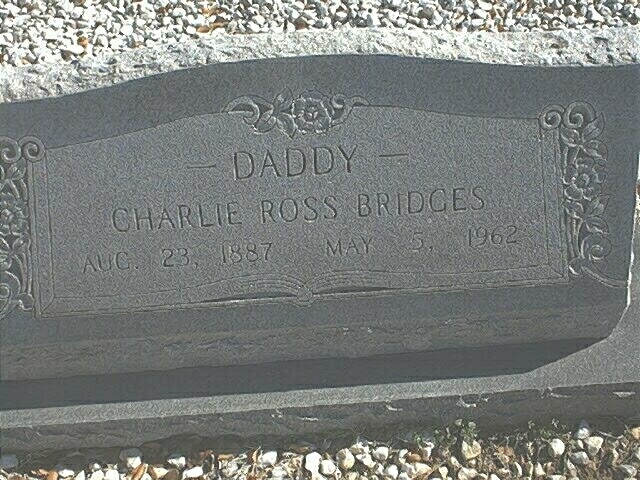 — DADDY —
CHARLIE ROSS BRIDGES
AUG. 23, 1887 MAY 5, 1962